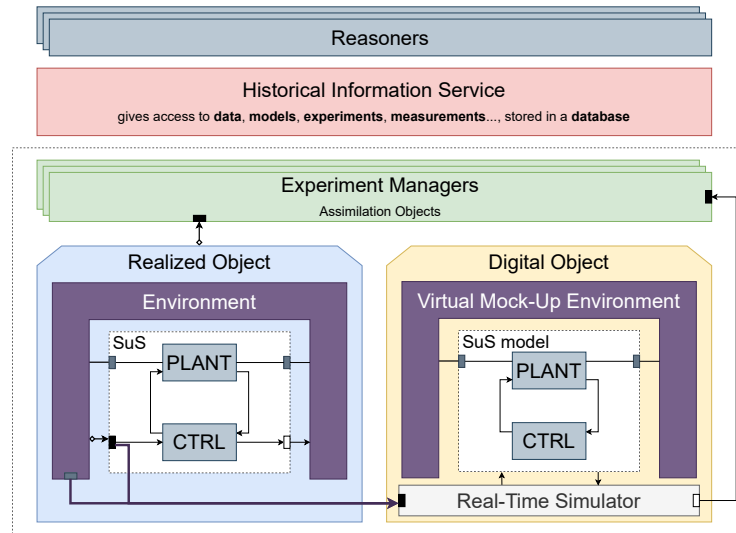 Reasoners
Historical Information Service
gives access to data, models, experiments, measurements..., stored in a database
Experiment Managers
Assimilation Objects
Realized Object
Environment
SuS
PLANT
CTRL
Digital Object
Virtual Mock-Up Environment
SuS model
PLANT
CTRL
Real-Time Simulator